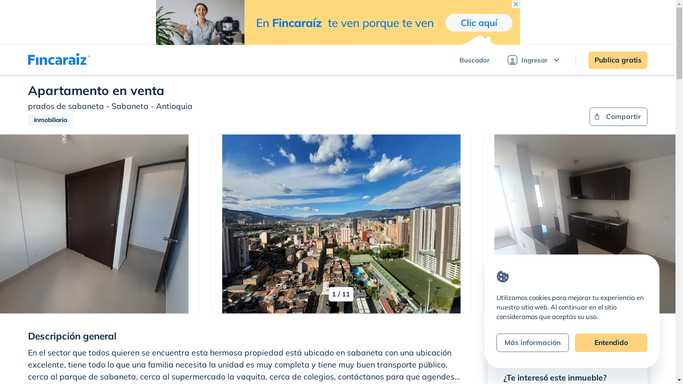 En Fincaraíz te ven porque te ven
Clic aquí
Fincaraiz
Buscador
Ingresar
Publica gratis
Apartamento en venta
prados de sabaneta - Sabaneta - Antioquia
Inmobiliaria
Compartir
1 / 11
Utilizamos cookies para mejorar tu experiencia en
nuestro sitio web. Al continuar en el sitio
consideramos que aceptas su uso.
Más información
Entendido
Descripción general
En el sector que todos quieren se encuentra esta hermosa propiedad está ubicado en sabaneta con una ubicación
excelente, tiene todo lo que una familia necesita la unidad es muy completa y tiene muy buen transporte público,
cerca al parque de sabaneta, cerca al supermercado la vaquita, cerca de colegios, contáctanos para que agendes...
¿Te interesó este inmueble?